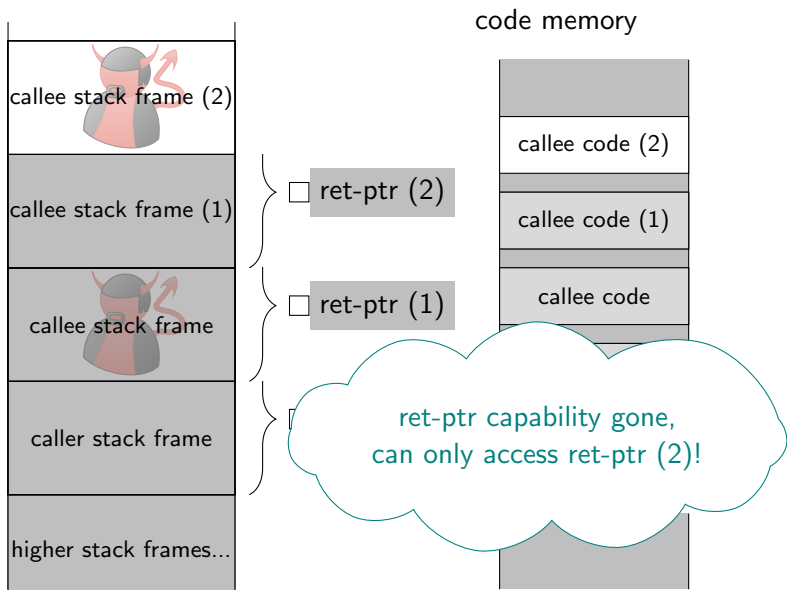 code memory
callee stack frame (2)
callee stack frame (1)
callee stack frame
caller stack frame
higher stack frames...
ret-ptr (2)
ret-ptr (1)
callee code (2)
callee code (1)
callee code
ret-ptr capability gone,
can only access ret-ptr (2)!